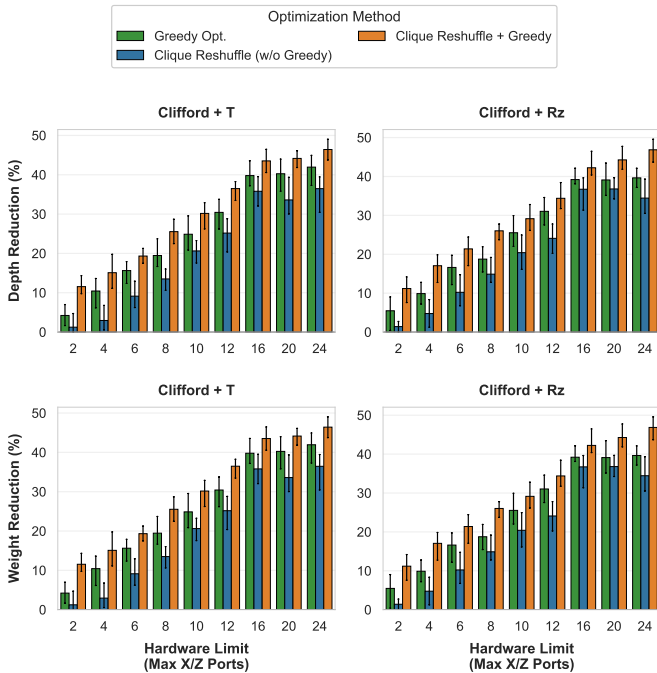 Optimization Method
Greedy Opt.
Clique Reshuffle (w/o Greedy)
Clique Reshuffle + Greedy
Clifford + T
Clifford + Rz
Depth Reduction (%)
50
40
30
20
10
0
2 4 6 8 10 12 16 20 24
50
40
30
20
10
0
2 4 6 8 10 12 16 20 24
Clifford + T
Clifford + Rz
Weight Reduction (%)
50
40
30
20
10
0
2 4 6 8 10 12 16 20 24
Hardware Limit
(Max X/Z Ports)
50
40
30
20
10
0
2 4 6 8 10 12 16 20 24
Hardware Limit
(Max X/Z Ports)